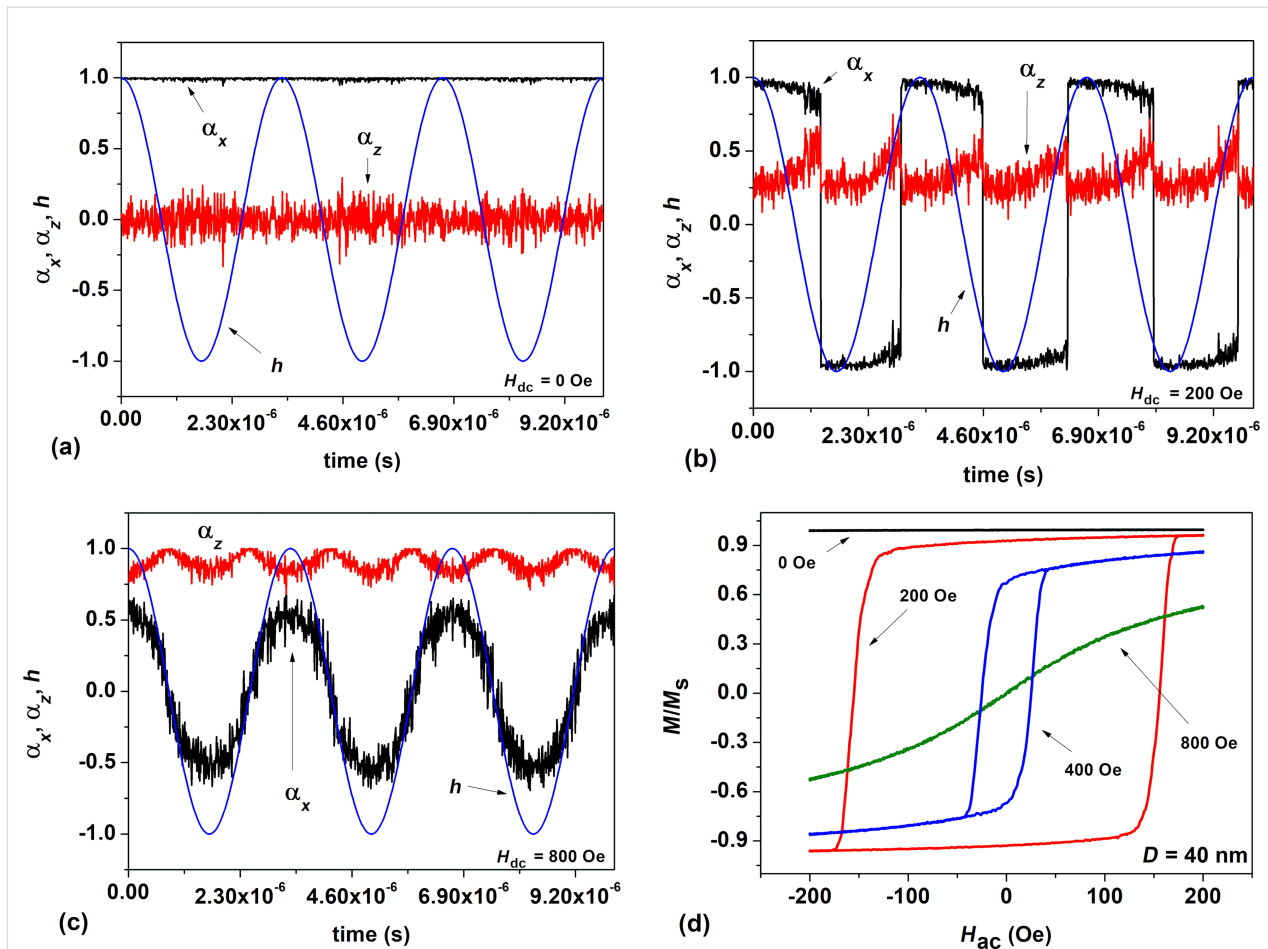 1.0
0.5
0.0
-0.5
-1.0
αx, αz, h
αx
αz
h
Hdc = 0 Oe
0.00 2.30x10-6 4.60x10-6 6.90x10-6 9.20x10-6
time (s)
(a)
1.0
0.5
0.0
-0.5
-1.0
αx, αz, h
αx
αz
h
Hdc = 200 Oe
0.00 2.30x10-6 4.60x10-6 6.90x10-6 9.20x10-6
time (s)
(b)
1.0
0.5
0.0
-0.5
-1.0
αx, αz, h
αz
αx
h
Hdc = 800 Oe
0.00 2.30x10-6 4.60x10-6 6.90x10-6 9.20x10-6
time (s)
(c)
0.9
0.6
0.3
0.0
-0.3
-0.6
-0.9
M/Ms
0 Oe
200 Oe
800 Oe
400 Oe
D = 40 nm
-200 -100 0 100 200
Hac (Oe)
(d)